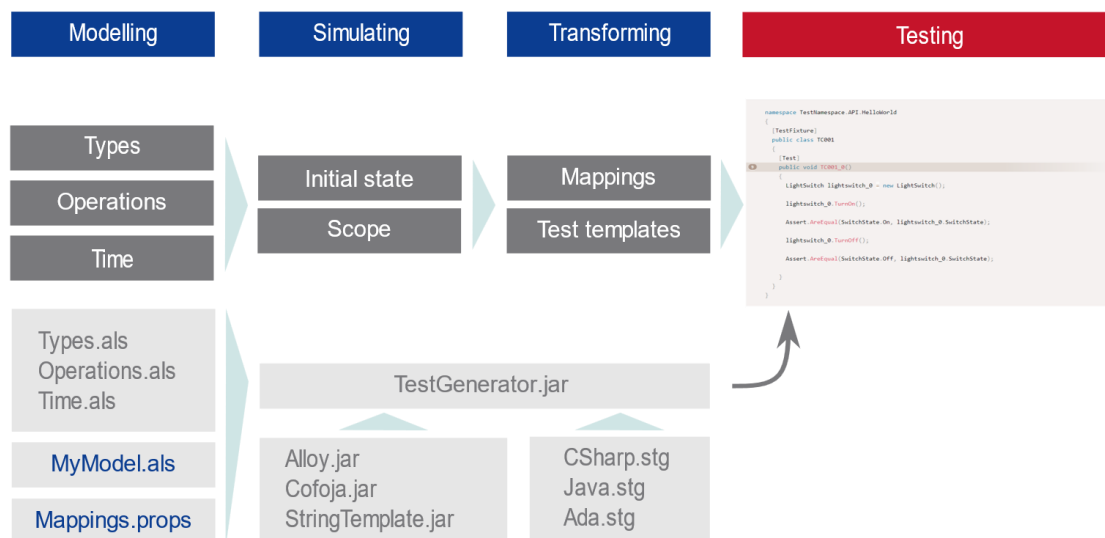 Modelling
Simulating
Transforming
Testing
Types
Operations
Time
Initial state
Scope
Mappings
Test templates
namespace TestNamespace.API.HelloWorld
{
[TestFixture]
public class TC001
{
[Test]
public void TC001_0()
{
LightSwitch lightswitch_0 = new LightSwitch();
lightswitch_0.TurnOn();
Assert.AreEqual(SwitchState.On, lightswitch_0.SwitchState);
lightswitch_0.TurnOff();
Assert.AreEqual(SwitchState.Off, lightswitch_0.SwitchState);
}
}
}
Types.als
Operations.als
Time.als
MyModel.als
Mappings.props
TestGenerator.jar
Alloy.jar
Cofoja.jar
StringTemplate.jar
CSharp.stg
Java.stg
Ada.stg